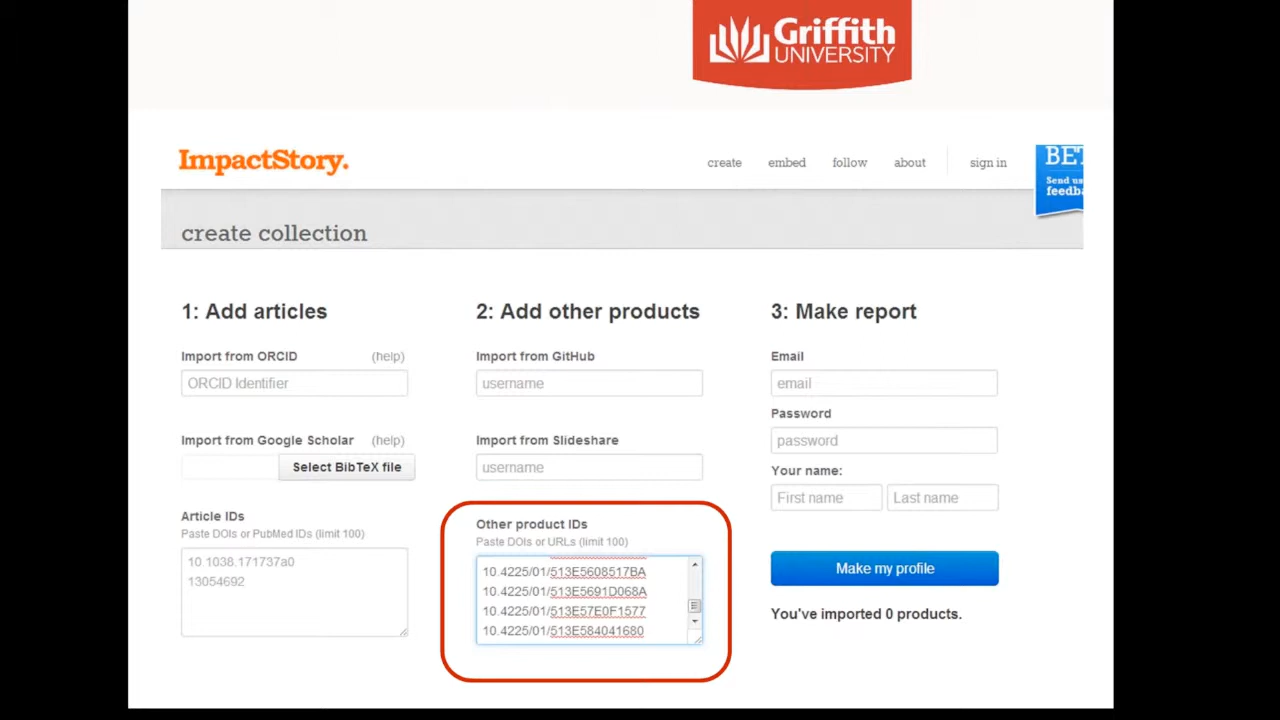 Griffith
UNIVERSITY
ImpactStory.
create embed follow about sign in
Send us
create collection
1: Add articles
Import from ORCID (help)
ORCID Identifier
Import from Google Scholar (help)
Select BibTeX file
Article IDs
Paste DOIs or PubMed IDs (limit 100)
10.1038.171737a0
13054692
2: Add other products
Import from GitHub
username
Import from Slideshare
username
Other product IDs
Paste DOIs or URLs (limit 100)
10.4225/01/513E5608517BA
10.4225/01/513E5691D068A
10.4225/01/513E57E0F1577
10.4225/01/513E584041680
3: Make report
Email
email
Password
password
Your name:
First name Last name
Make my profile
You've imported 0 products.